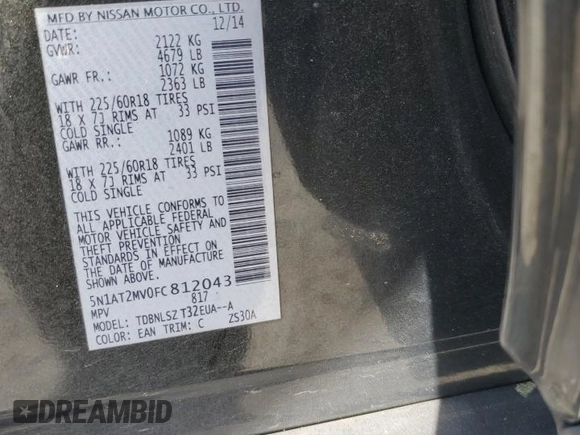 MFD BY NISSAN MOTOR CO., LTD.
DATE: 12/14
GVWR: 2122 KG
4679 LB
GAWR FR.: 1072 KG
2363 LB
WITH 225/60R18 TIRES
18 X 7J RIMS AT 33 PSI
COLD SINGLE
GAWR RR.: 1089 KG
2401 LB
WITH 225/60R18 TIRES
18 X 7J RIMS AT 33 PSI
COLD SINGLE
THIS VEHICLE CONFORMS TO
ALL APPLICABLE FEDERAL
MOTOR VEHICLE SAFETY AND
THEFT PREVENTION
STANDARDS IN EFFECT ON
THE DATE OF MANUFACTURE
SHOWN ABOVE.
5N1AT2MV0FC812043
MPV 817
MODEL: TDBNLSZ T32EUA--A
COLOR: EAN TRIM: C ZS30A
DREAMBID